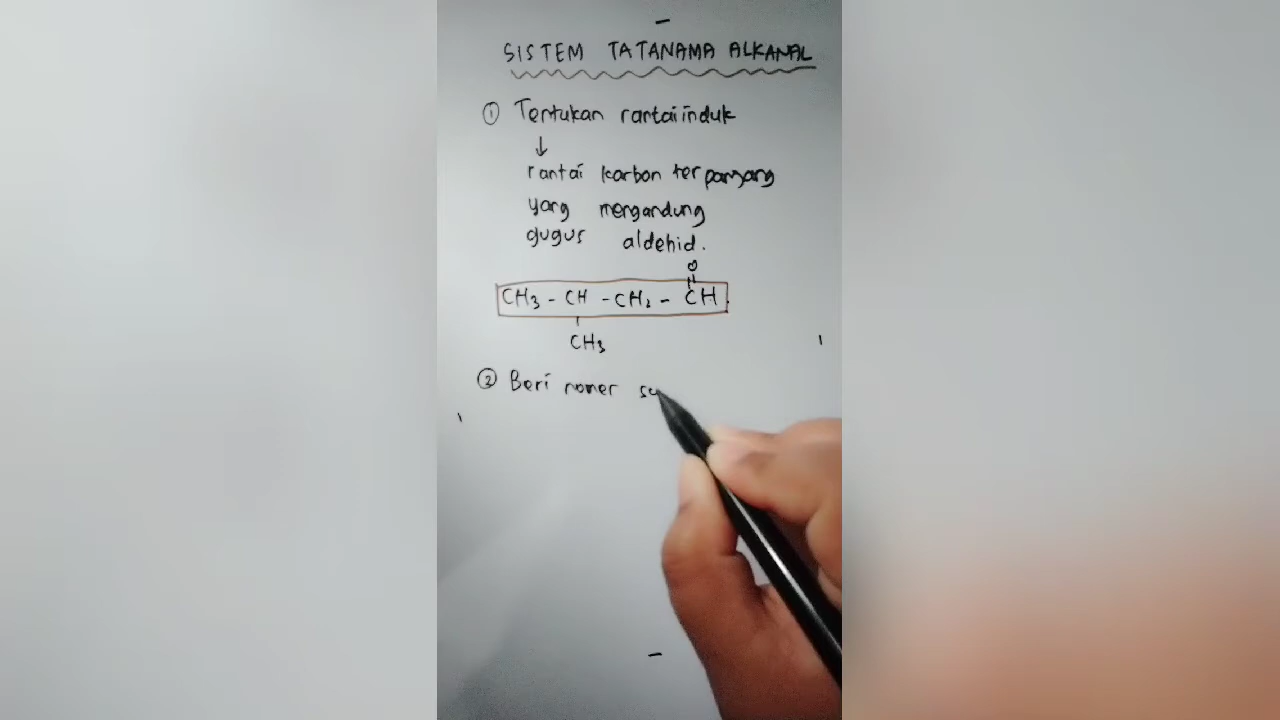 SISTEM TATANAMA ALKANAL
① Tentukan rantai induk
↓
rantai karbon terpanjang
yang mengandung
gugus aldehid.
O
CH₃ - CH - CH₂ - CH
CH₃
② Beri nomer